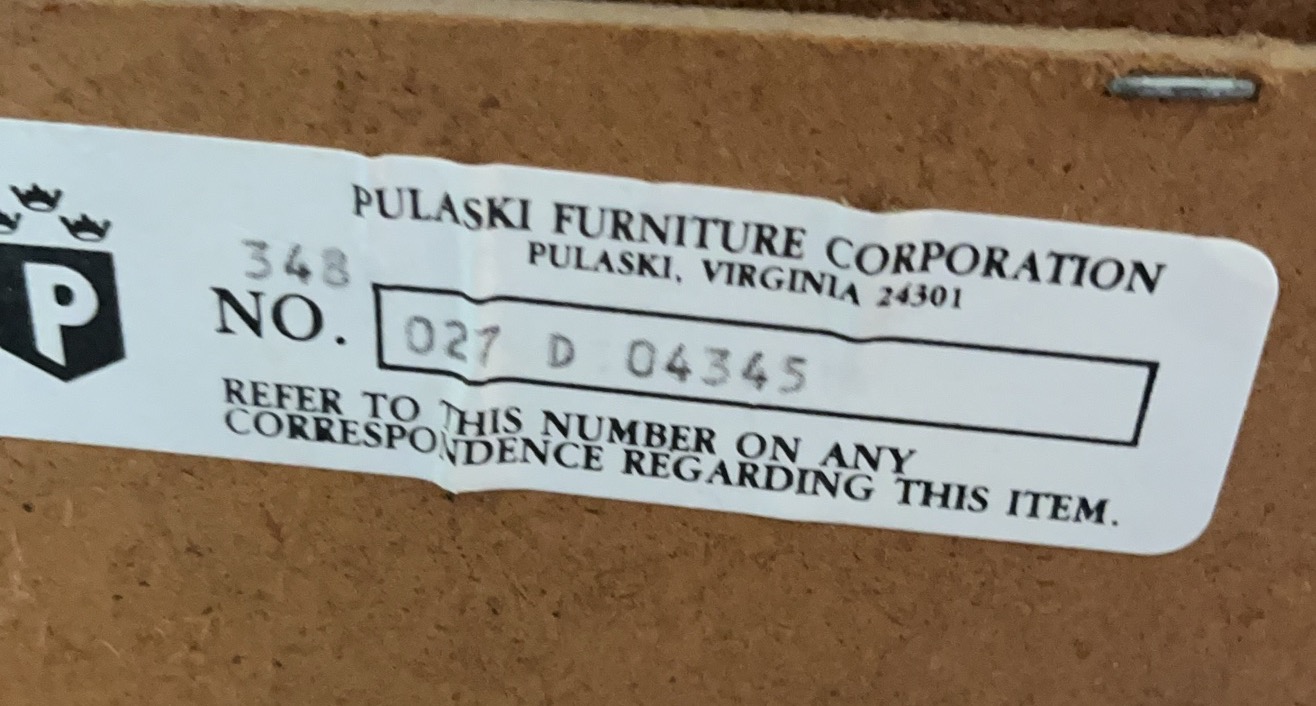 P
PULASKI FURNITURE CORPORATION
PULASKI, VIRGINIA 24301
348
NO. 027 D 04345
REFER TO THIS NUMBER ON ANY
CORRESPONDENCE REGARDING THIS ITEM.